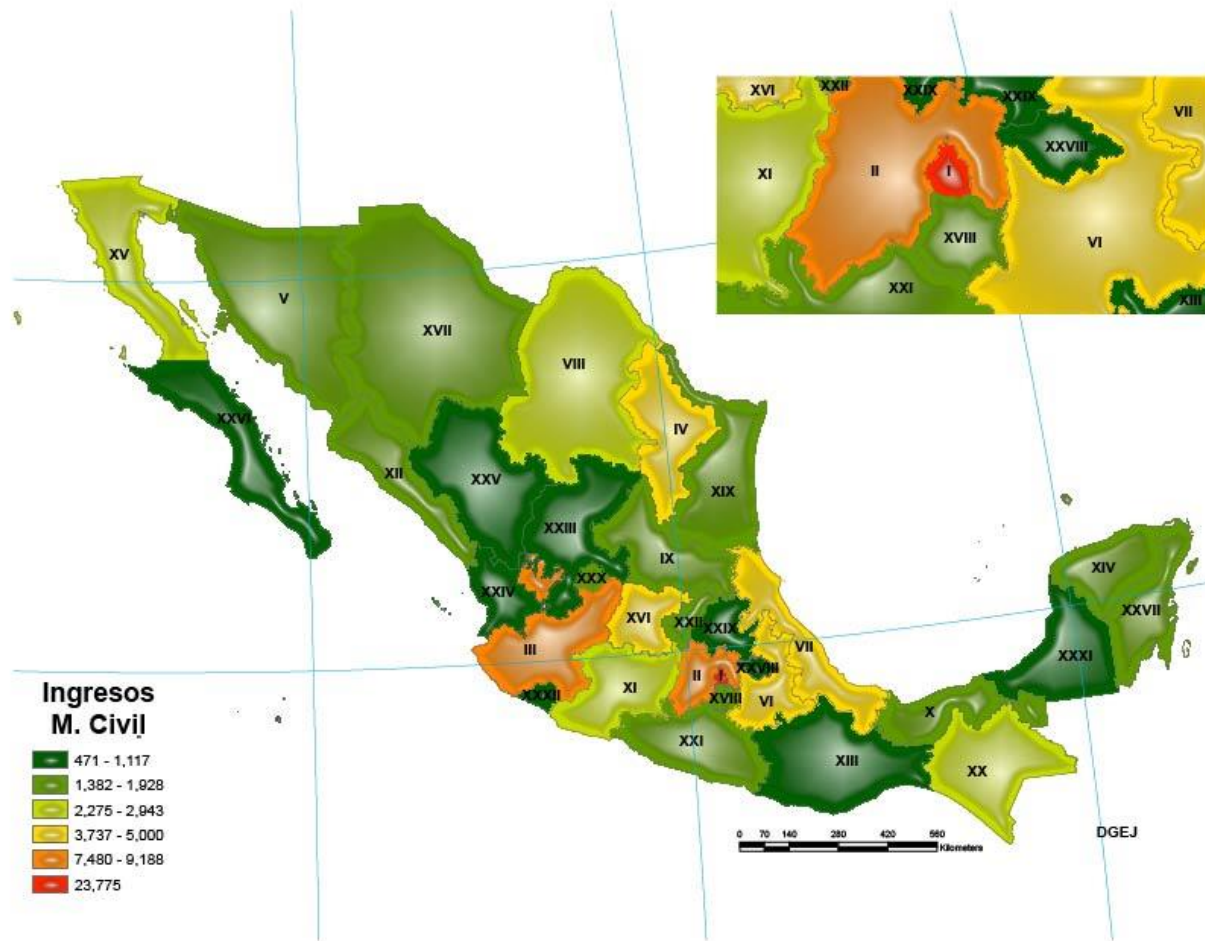 XVI
XXII
XXIX
XXIX
VII
XXVIII
XI
II
I
VI
XVIII
XXI
XIII
XV
V
XVII
VIII
XXVI
IV
XII
XXV
XIX
XXIII
IX
XXX
XXIV
XIV
XXVII
XVI
XXII
XXIX
III
VII
XXXI
XXVIII
II
I
XI
XXXII
XVIII
VI
X
XXI
XIII
XX
Ingresos
M. Civil
471 - 1,117
1,382 - 1,928
2,275 - 2,943
3,737 - 5,000
7,480 - 9,188
23,775
DGEJ
0 70 140 280 420 560
Kilometers